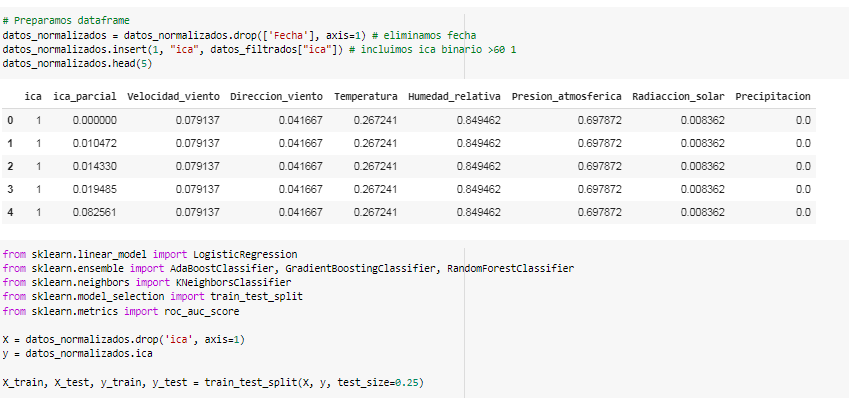 # Preparamos dataframe
datos_normalizados = datos_normalizados.drop(['Fecha'], axis=1) # eliminamos fecha
datos_normalizados.insert(1, "ica", datos_filtrados["ica"]) # incluimos ica binario >60 1
datos_normalizados.head(5)
ica ica_parcial Velocidad_viento Direccion_viento Temperatura Humedad_relativa Presion_atmosferica Radiaccion_solar Precipitacion
0 1 0.000000 0.079137 0.041667 0.267241 0.849462 0.697872 0.008362 0.0
1 1 0.010472 0.079137 0.041667 0.267241 0.849462 0.697872 0.008362 0.0
2 1 0.014330 0.079137 0.041667 0.267241 0.849462 0.697872 0.008362 0.0
3 1 0.019485 0.079137 0.041667 0.267241 0.849462 0.697872 0.008362 0.0
4 1 0.082561 0.079137 0.041667 0.267241 0.849462 0.697872 0.008362 0.0
from sklearn.linear_model import LogisticRegression
from sklearn.ensemble import AdaBoostClassifier, GradientBoostingClassifier, RandomForestClassifier
from sklearn.neighbors import KNeighborsClassifier
from sklearn.model_selection import train_test_split
from sklearn.metrics import roc_auc_score
X = datos_normalizados.drop('ica', axis=1)
y = datos_normalizados.ica
X_train, X_test, y_train, y_test = train_test_split(X, y, test_size=0.25)